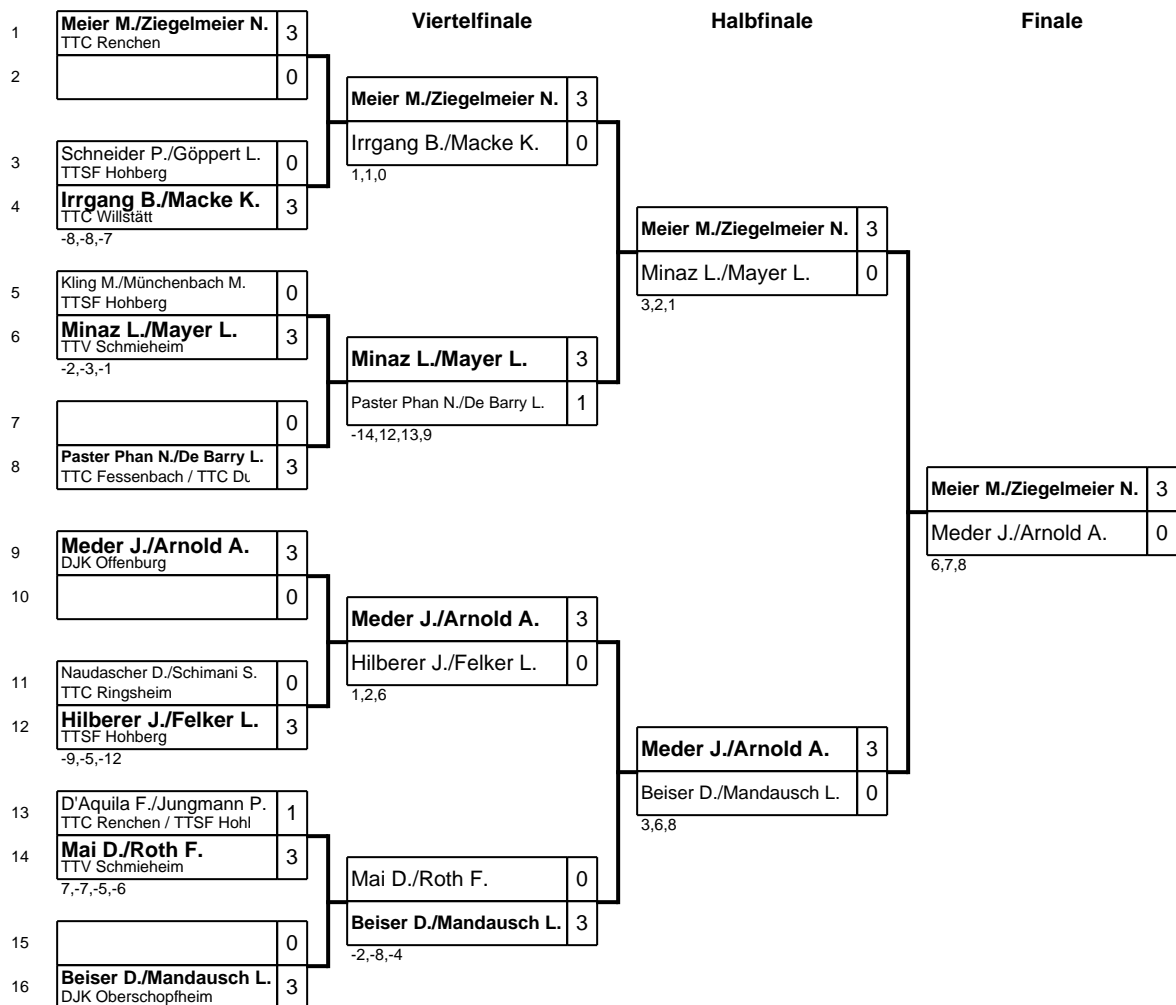 Viertelfinale
Halbfinale
Finale
1
Meier M./Ziegelmeier N. 3
TTC Renchen
2
0
3
Schneider P./Göppert L. 0
TTSF Hohberg
4
Irrgang B./Macke K. 3
TTC Willstätt
-8,-8,-7
5
Kling M./Münchenbach M. 0
TTSF Hohberg
6
Minaz L./Mayer L. 3
TTV Schmieheim
-2,-3,-1
7
0
8
Paster Phan N./De Barry L. 3
TTC Fessenbach / TTC Du
9
Meder J./Arnold A. 3
DJK Offenburg
10
0
11
Naudascher D./Schimani S. 0
TTC Ringsheim
12
Hilberer J./Felker L. 3
TTSF Hohberg
-9,-5,-12
13
D'Aquila F./Jungmann P. 1
TTC Renchen / TTSF Hohl
14
Mai D./Roth F. 3
TTV Schmieheim
7,-7,-5,-6
15
0
16
Beiser D./Mandausch L. 3
DJK Oberschopfheim
Meier M./Ziegelmeier N. 3
Irrgang B./Macke K. 0
1,1,0
Minaz L./Mayer L. 3
Paster Phan N./De Barry L. 1
-14,12,13,9
Meder J./Arnold A. 3
Hilberer J./Felker L. 0
1,2,6
Mai D./Roth F. 0
Beiser D./Mandausch L. 3
-2,-8,-4
Meier M./Ziegelmeier N. 3
Minaz L./Mayer L. 0
3,2,1
Meder J./Arnold A. 3
Beiser D./Mandausch L. 0
3,6,8
Meier M./Ziegelmeier N. 3
Meder J./Arnold A. 0
6,7,8